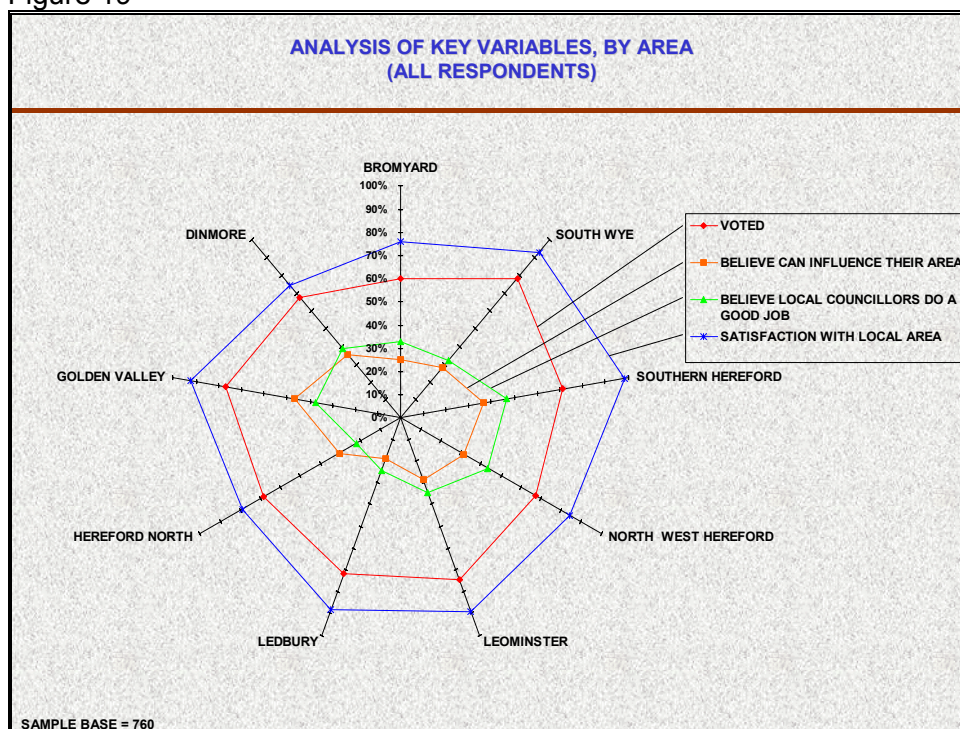 ANALYSIS OF KEY VARIABLES, BY AREA
(ALL RESPONDENTS)
BROMYARD
100%
90%
80%
70%
60%
50%
40%
30%
20%
10%
0%
SOUTH WYE
SOUTHERN HEREFORD
NORTH WEST HEREFORD
LEOMINSTER
LEDBURY
HEREFORD NORTH
GOLDEN VALLEY
DINMORE
VOTED
BELIEVE CAN INFLUENCE THEIR AREA
BELIEVE LOCAL COUNCILLORS DO A
GOOD JOB
SATISFACTION WITH LOCAL AREA
SAMPLE BASE = 760